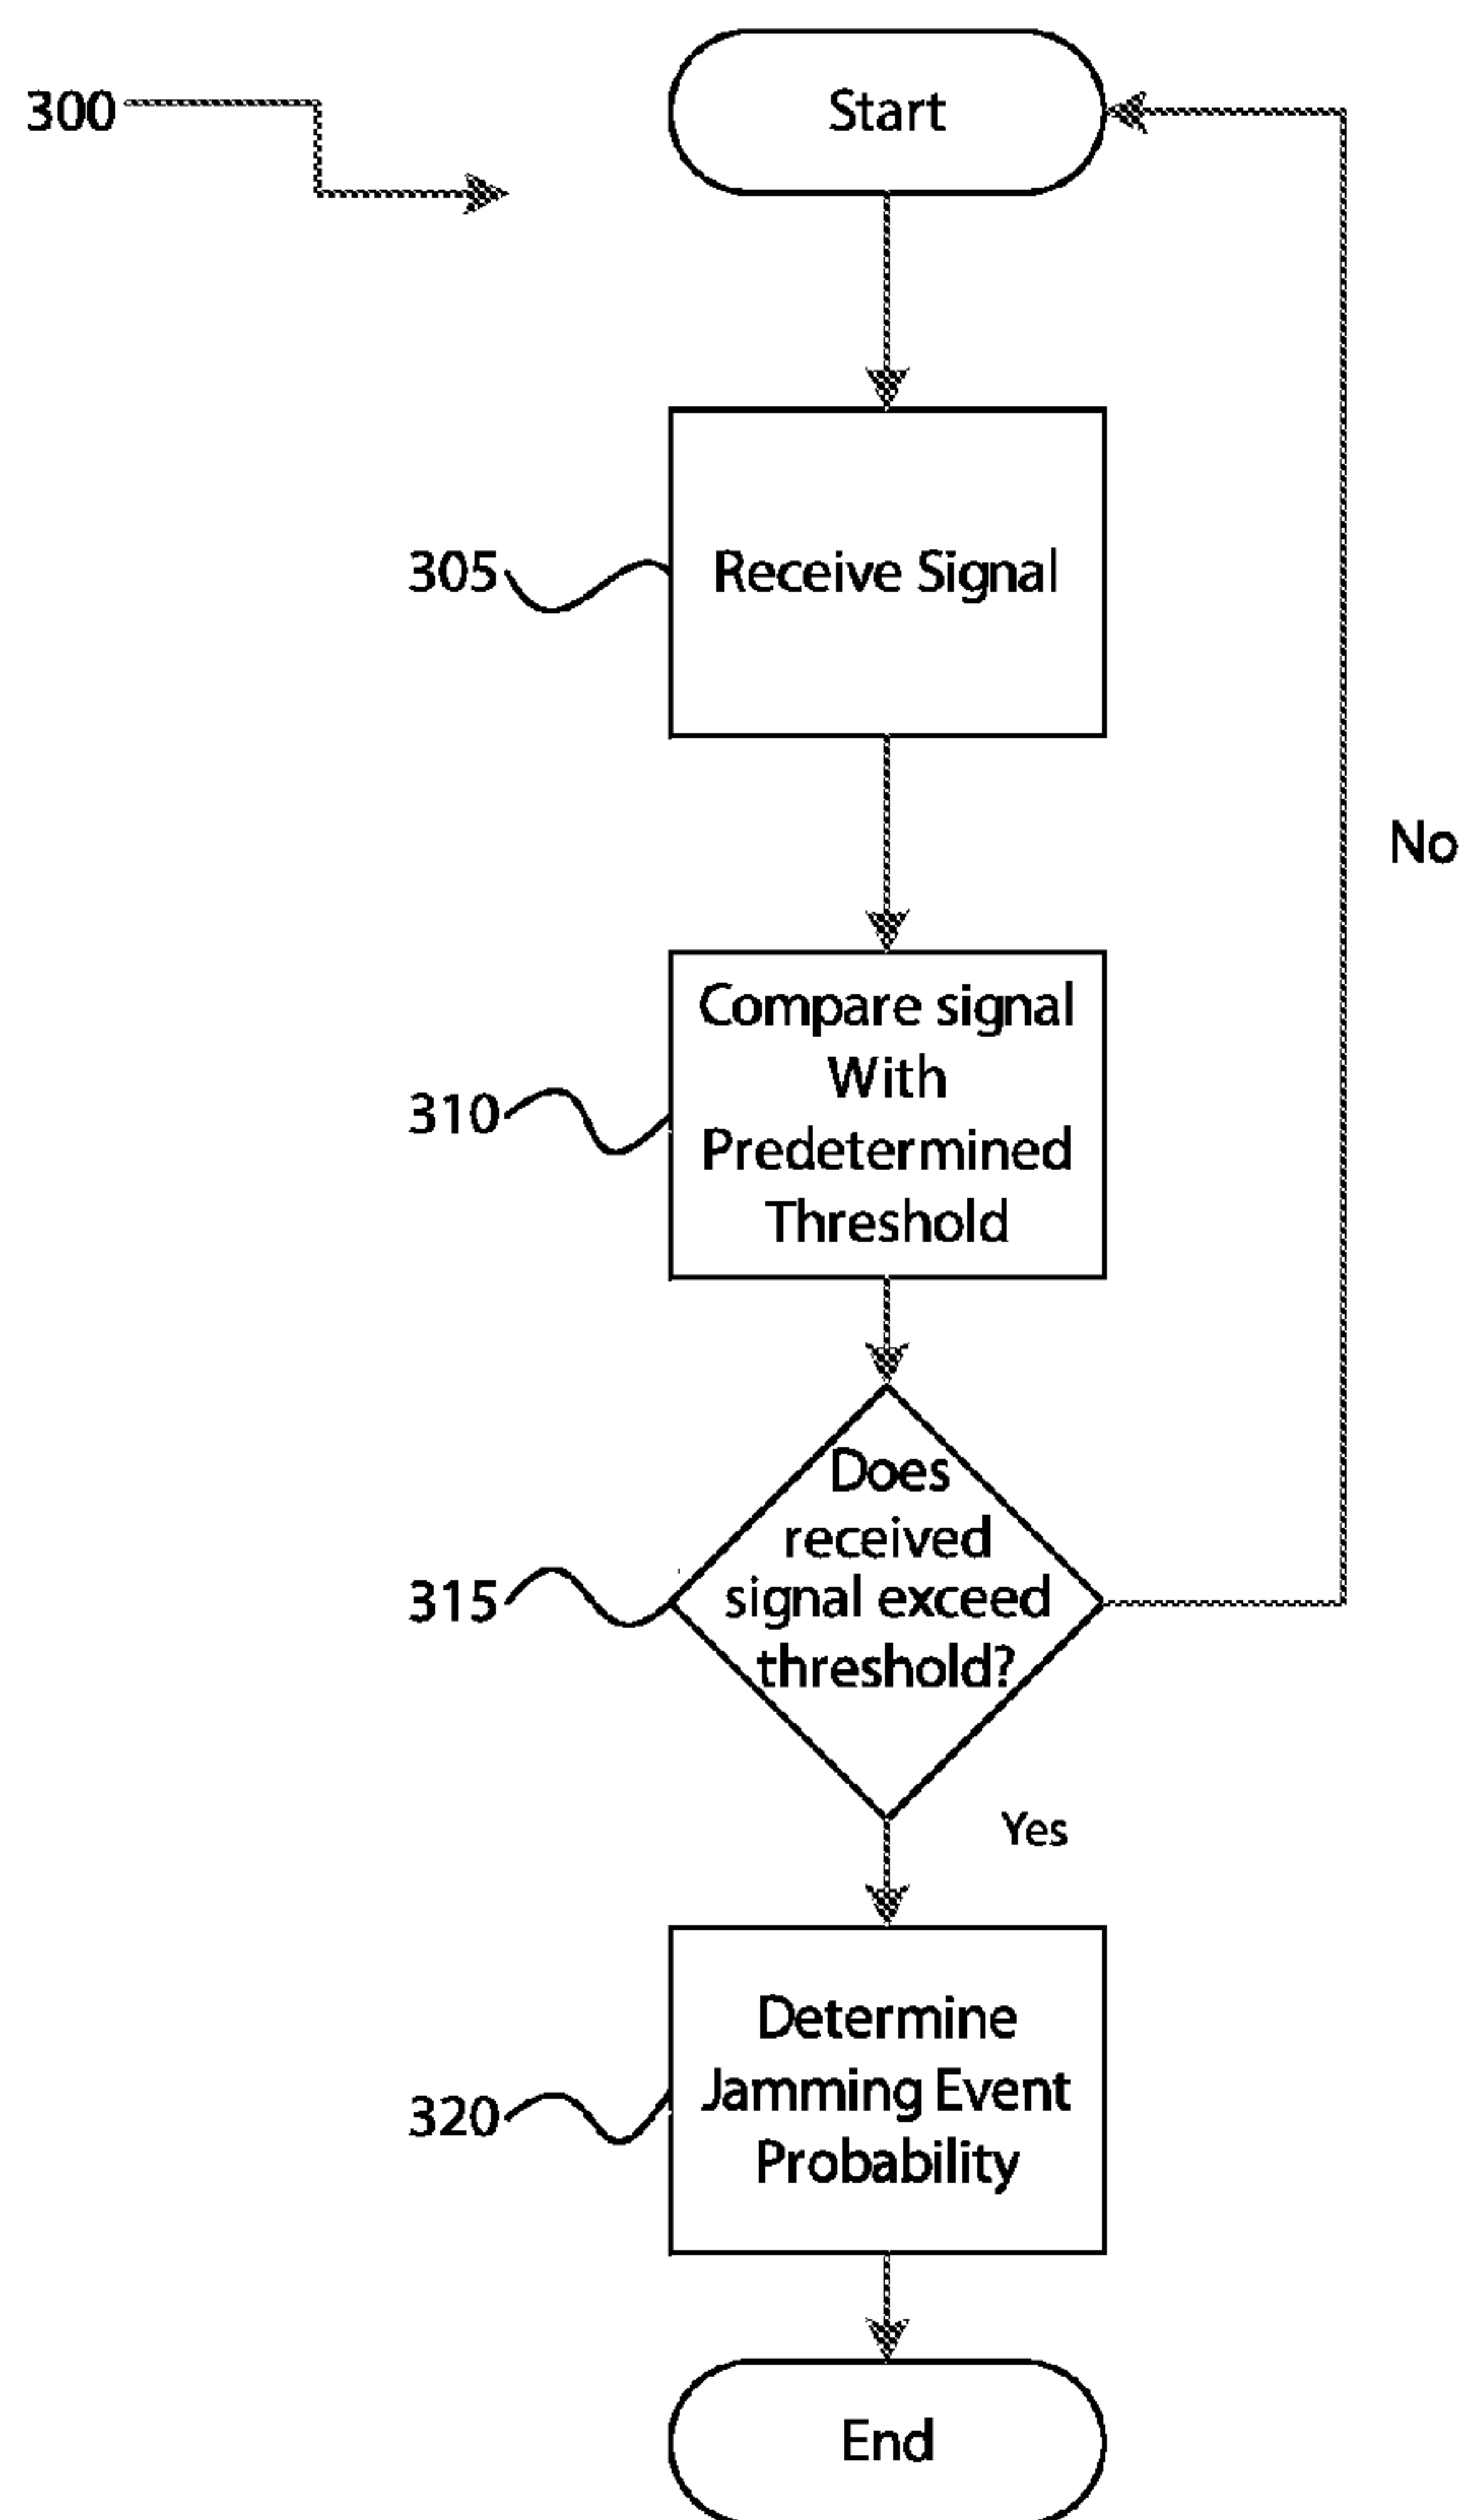 300
Start
305
Receive Signal
No
310
Compare signal
With
Predetermined
Threshold
315
Does
received
signal exceed
threshold?
Yes
320
Determine
Jamming Event
Probability
End